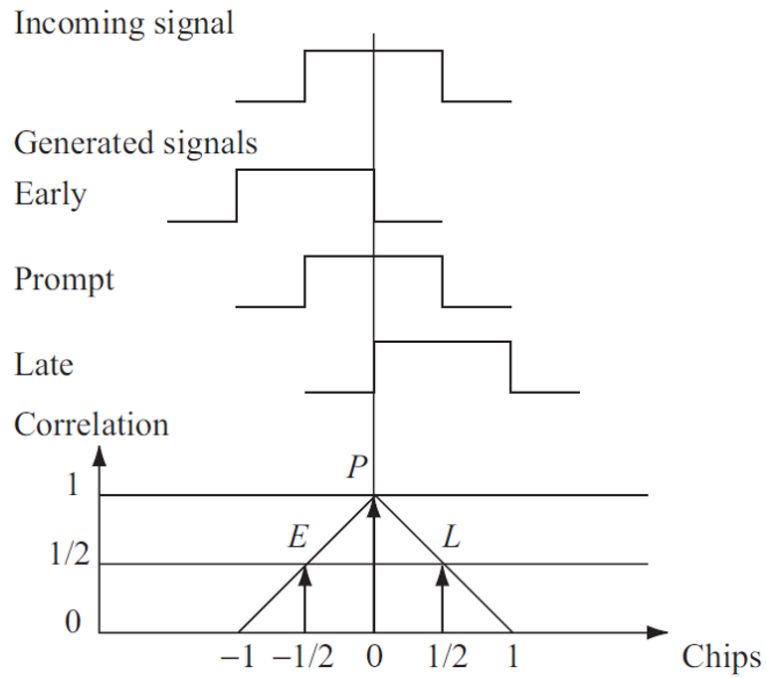 Incoming signal
Generated signals
Early
Prompt
Late
Correlation
P
1
E L
1/2
0
−1 −1/2 0 1/2 1 Chips